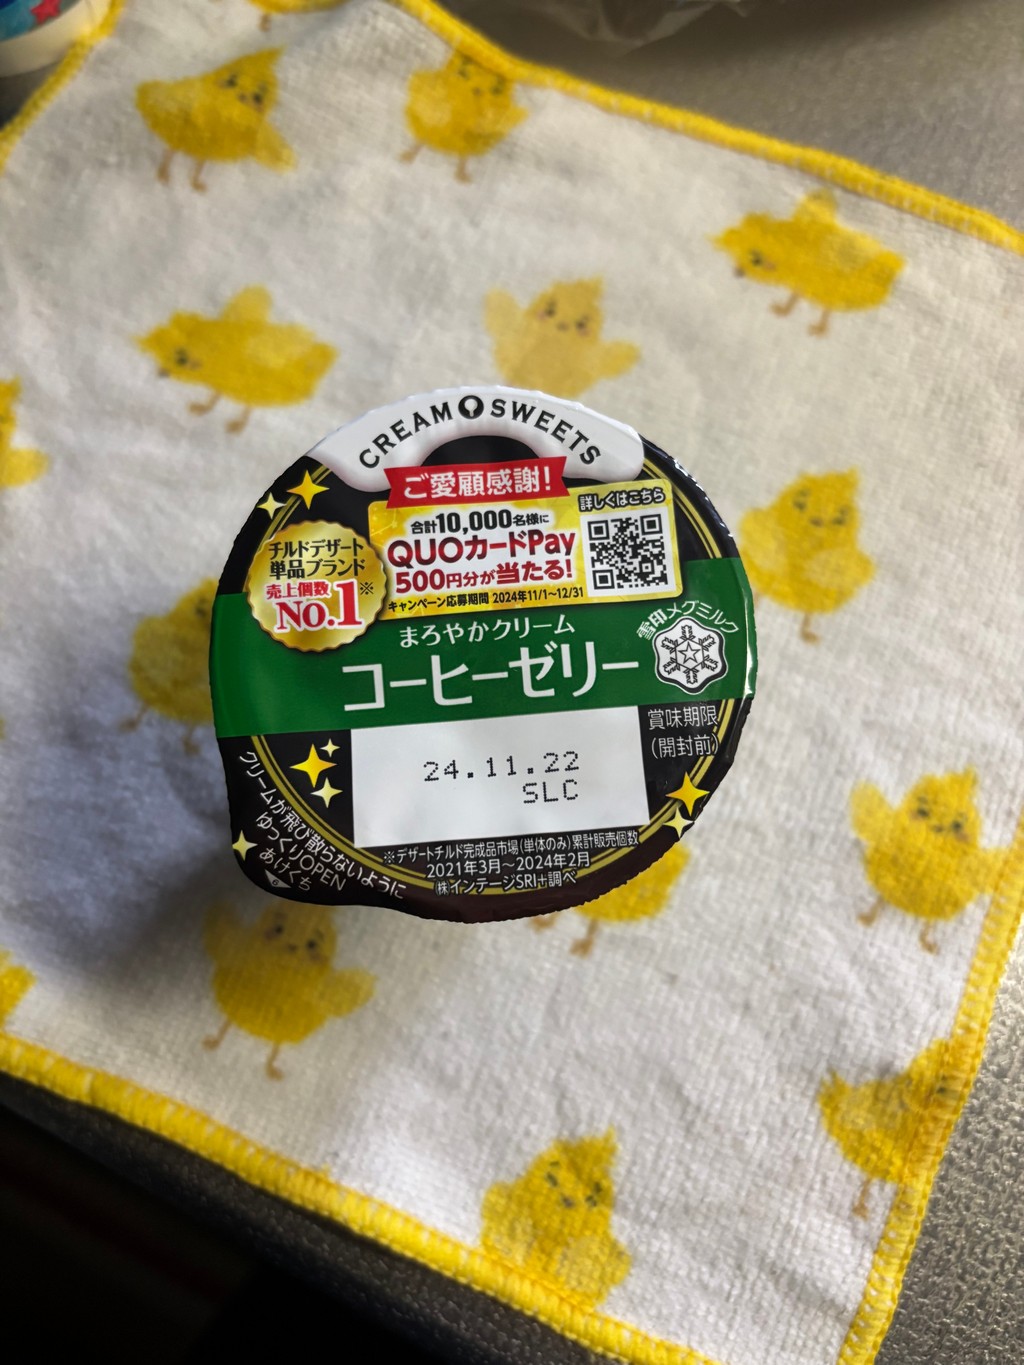 CREAM SWEETS
ご愛顧感謝!
合計10,000名様に
QUOカードPay
500円分が当たる!
キャンペーン応募期間 2024年11/1〜12/31
詳しくはこちら
チルドデザート
単品ブランド
売上個数
No.1※
まろやかクリーム
コーヒーゼリー
雪印メグミルク
賞味期限
(開封前)
24.11.22
SLC
※デザートチルド完成品市場(単体のみ)累計販売個数
2021年3月〜2024年2月
㈱インテージSRI+調べ
クリームが飛び散らないように
ゆっくりOPEN
あけくち